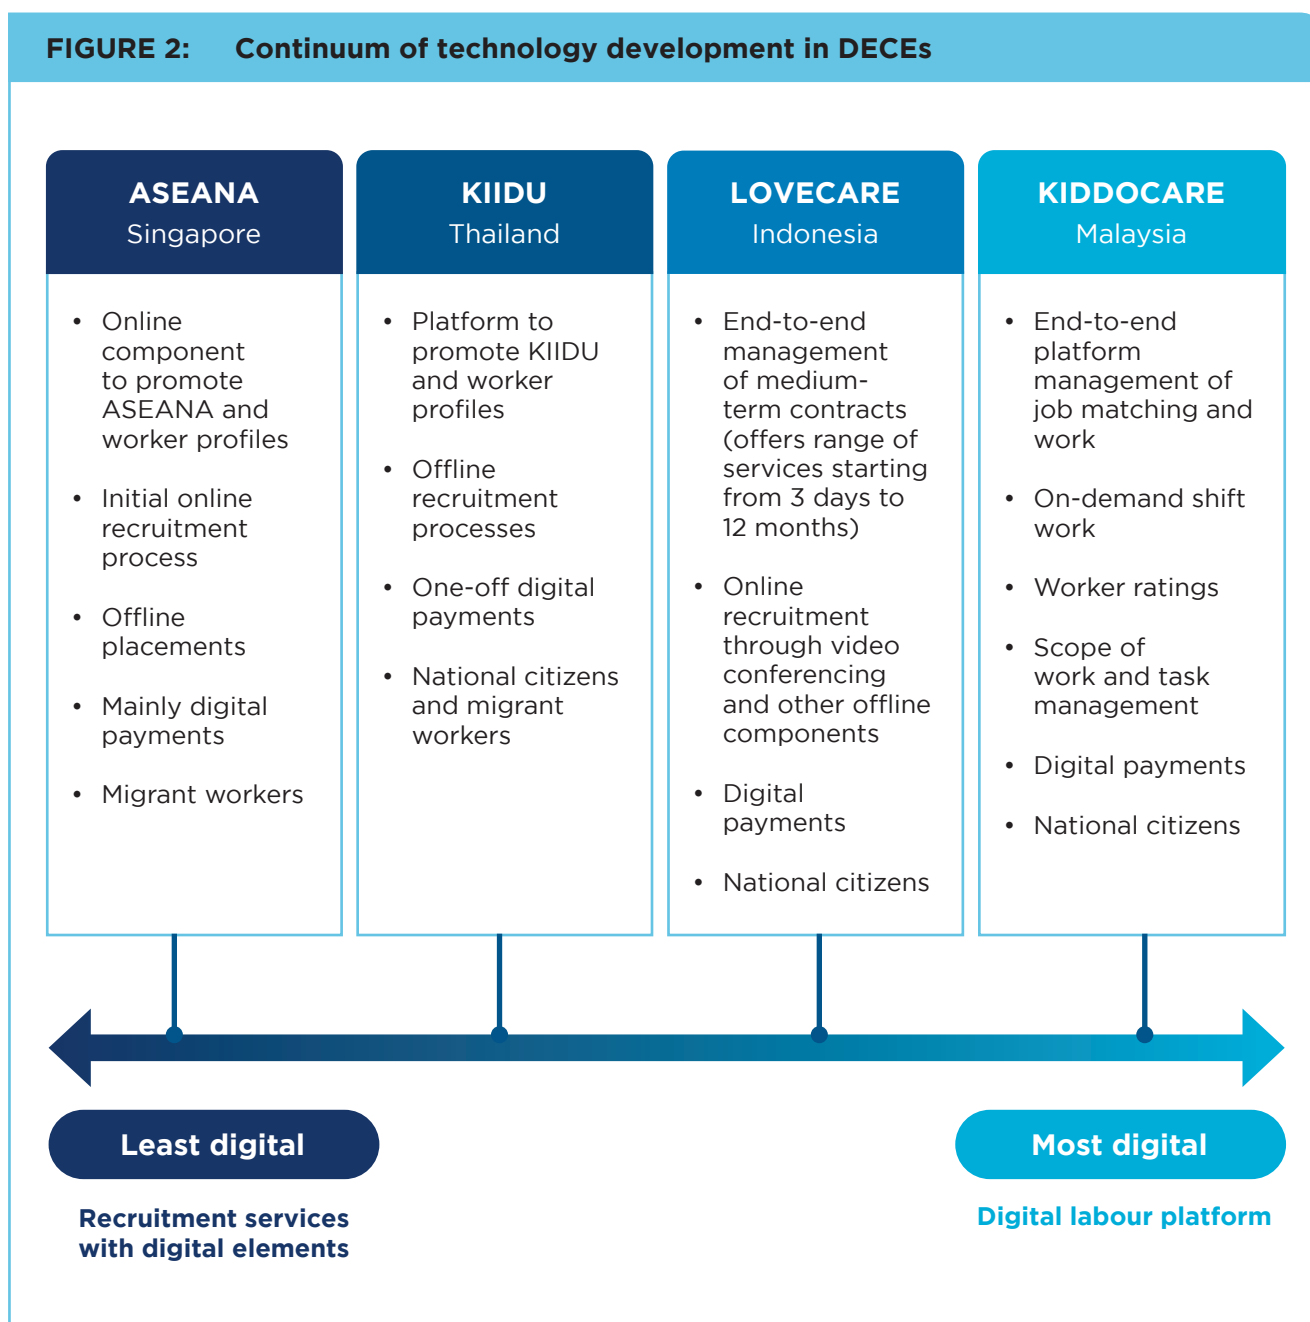 FIGURE 2: Continuum of technology development in DECEs
ASEANA
Singapore
• Online
component
to promote
ASEANA and
worker profiles
• Initial online
recruitment
process
• Offline
placements
• Mainly digital
payments
• Migrant workers
KIIDU
Thailand
• Platform to
promote KIIDU
and worker
profiles
• Offline
recruitment
processes
• One-off digital
payments
• National citizens
and migrant
workers
LOVECARE
Indonesia
• End-to-end
management
of medium-
term contracts
(offers range of
services starting
from 3 days to
12 months)
• Online
recruitment
through video
conferencing
and other offline
components
• Digital
payments
• National citizens
KIDDOCARE
Malaysia
• End-to-end
platform
management of
job matching and
work
• On-demand shift
work
• Worker ratings
• Scope of
work and task
management
• Digital payments
• National citizens
Least digital
Recruitment services
with digital elements
Most digital
Digital labour platform